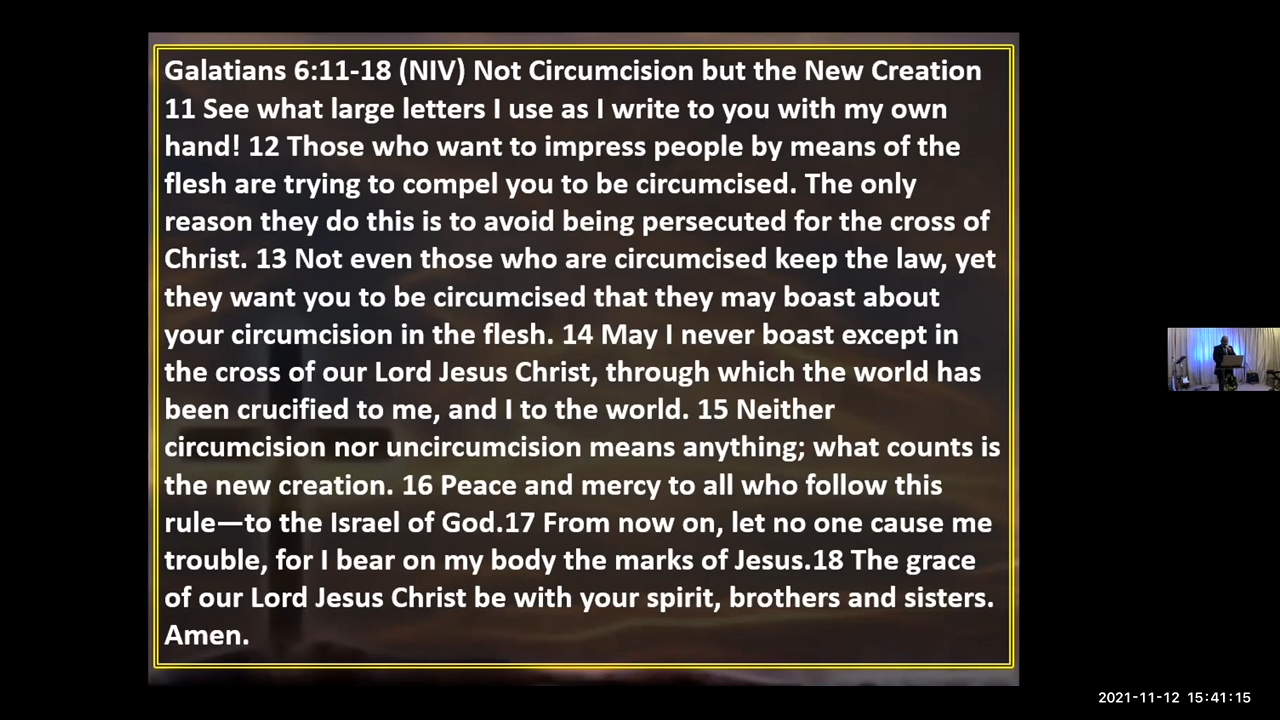 Galatians 6:11-18 (NIV) Not Circumcision but the New Creation
11 See what large letters I use as I write to you with my own
hand! 12 Those who want to impress people by means of the
flesh are trying to compel you to be circumcised. The only
reason they do this is to avoid being persecuted for the cross of
Christ. 13 Not even those who are circumcised keep the law, yet
they want you to be circumcised that they may boast about
your circumcision in the flesh. 14 May I never boast except in
the cross of our Lord Jesus Christ, through which the world has
been crucified to me, and I to the world. 15 Neither
circumcision nor uncircumcision means anything; what counts is
the new creation. 16 Peace and mercy to all who follow this
rule—to the Israel of God.17 From now on, let no one cause me
trouble, for I bear on my body the marks of Jesus.18 The grace
of our Lord Jesus Christ be with your spirit, brothers and sisters.
Amen.
2021-11-12 15:41:15